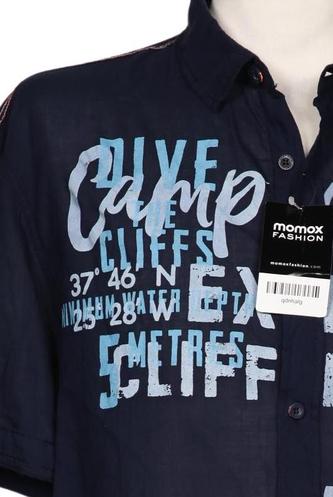 DIVE
Camp
THE
CLIFFS
37° 46' N
MINIMUM WATER DEPTH
25° 28' W
EX
5 METRES
CLIFF
momox
FASHION
momoxfashion.com
qdnhalg